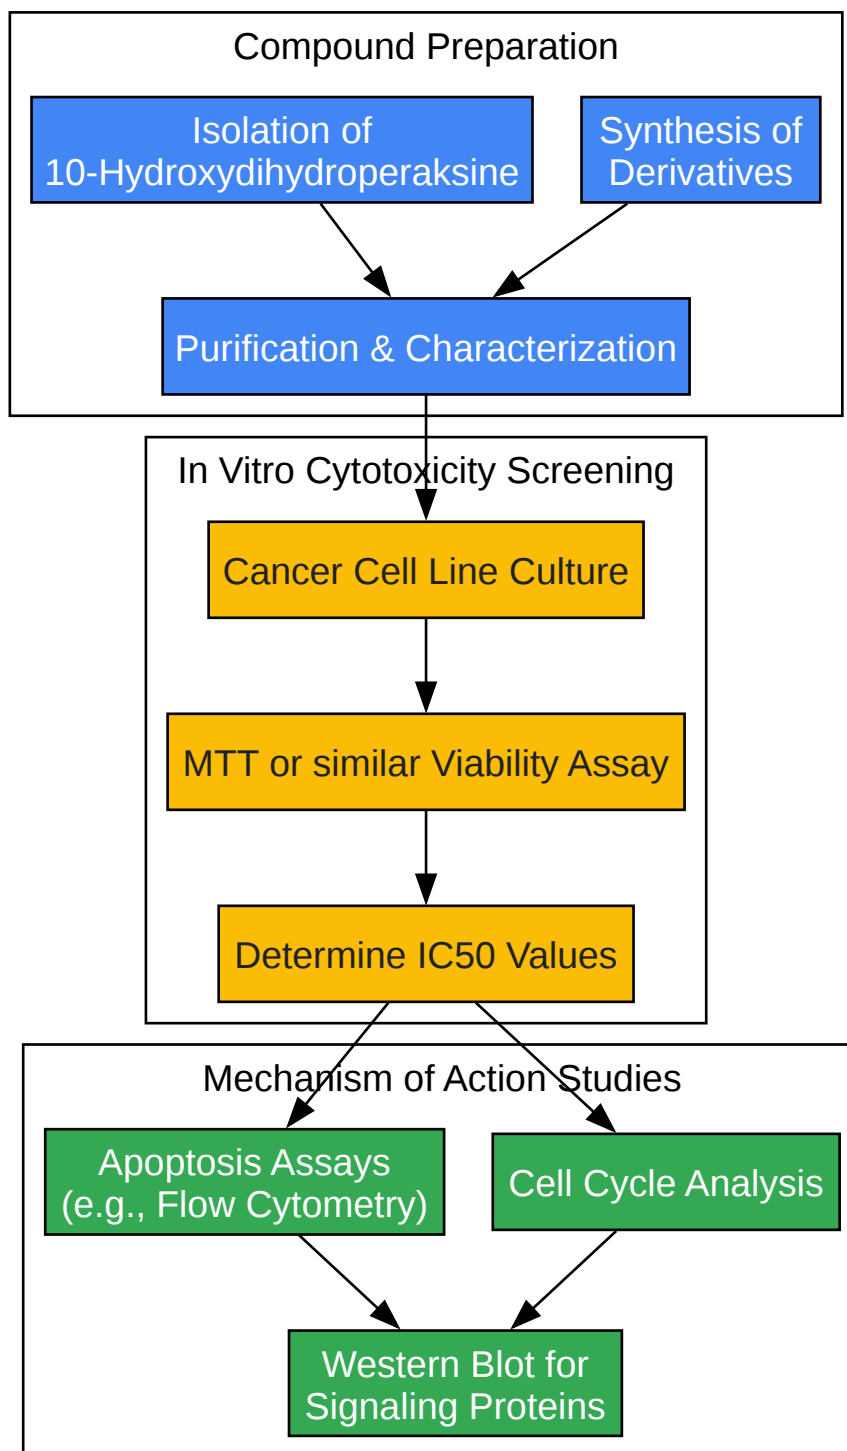 Compound Preparation
Isolation of
10-Hydroxydihydroperaksine
Synthesis of
Derivatives
Purification & Characterization
In Vitro Cytotoxicity Screening
Cancer Cell Line Culture
MTT or similar Viability Assay
Determine IC50 Values
Mechanism of Action Studies
Apoptosis Assays
(e.g., Flow Cytometry)
Cell Cycle Analysis
Western Blot for
Signaling Proteins